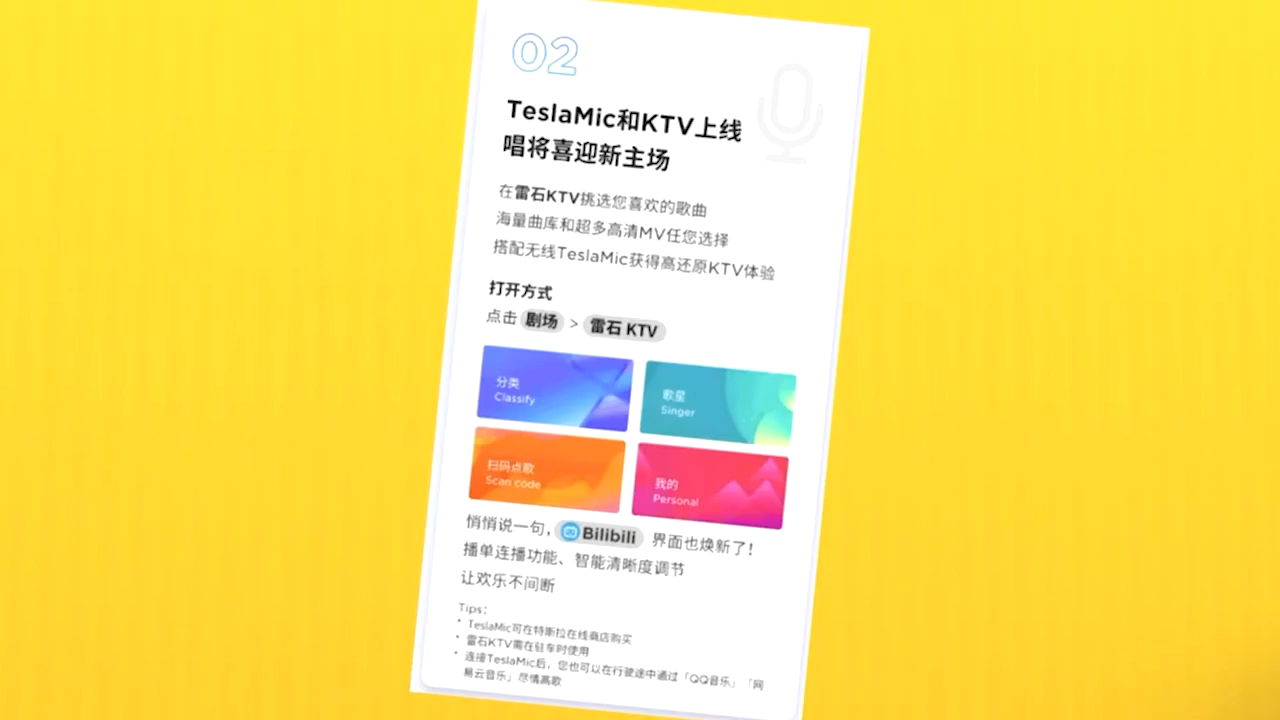 02
TeslaMic和KTV上线
唱将喜迎新主场
在雷石KTV挑选您喜欢的歌曲
海量曲库和超多高清MV任您选择
搭配无线TeslaMic获得高还原KTV体验
打开方式
点击 剧场 > 雷石 KTV
分类
Classify
歌星
Singer
扫码点歌
Scan code
我的
Personal
悄悄说一句, Bilibili 界面也焕新了!
播单连播功能、智能清晰度调节
让欢乐不间断
Tips:
• TeslaMic可在特斯拉在线商店购买
• 雷石KTV需在驻车时使用
• 连接TeslaMic后，您也可以在行驶途中通过「QQ音乐」「网
易云音乐」尽情高歌